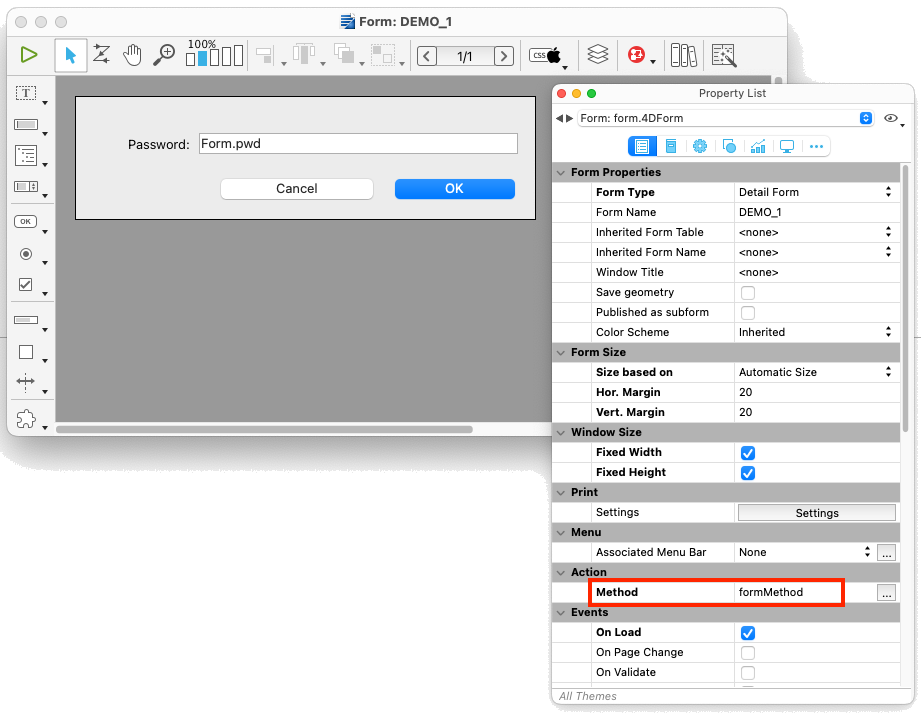 Form: DEMO_1
100%
1/1
CSS
T
OK
Password: Form.pwd
Cancel OK
Property List
Form: form.4DForm
Form Properties
Form Type Detail Form
Form Name DEMO_1
Inherited Form Table <none>
Inherited Form Name <none>
Window Title <none>
Save geometry
Published as subform
Color Scheme Inherited
Form Size
Size based on Automatic Size
Hor. Margin 20
Vert. Margin 20
Window Size
Fixed Width
Fixed Height
Print
Settings Settings
Menu
Associated Menu Bar None ...
Action
Method formMethod ...
Events
On Load
On Page Change
On Validate
All Themes